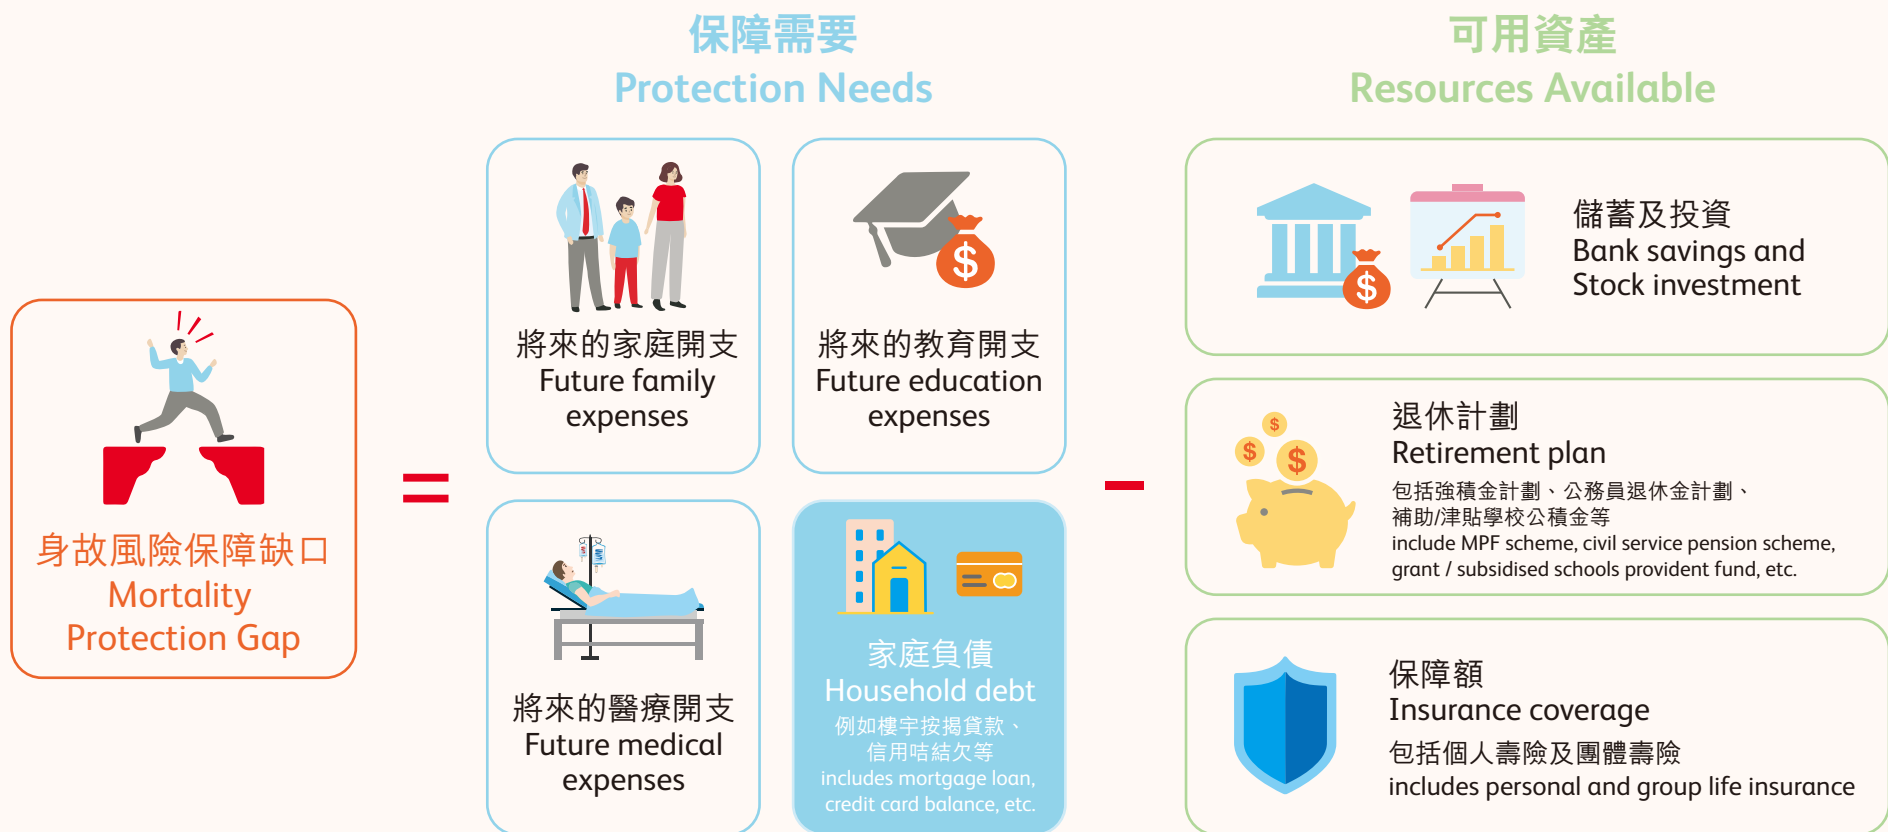 保障需要
Protection Needs
可用資產
Resources Available
身故風險保障缺口
Mortality
Protection Gap
=
將來的家庭開支
Future family
expenses
$
將來的教育開支
Future education
expenses
將來的醫療開支
Future medical
expenses
家庭負債
Household debt
例如樓宇按揭貸款、
信用咭結欠等
includes mortgage loan,
credit card balance, etc.
–
$
儲蓄及投資
Bank savings and
Stock investment
$
$
$
退休計劃
Retirement plan
包括強積金計劃、公務員退休金計劃、
補助/津貼學校公積金等
include MPF scheme, civil service pension scheme,
grant / subsidised schools provident fund, etc.
保障額
Insurance coverage
包括個人壽險及團體壽險
includes personal and group life insurance